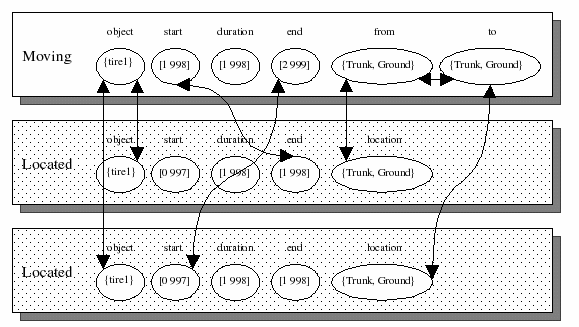 object start duration end from to
Moving {tire1} [1 998] [1 998] [2 999] {Trunk, Ground} {Trunk, Ground}
object start duration end location
Located {tire1} [0 997] [1 998] [1 998] {Trunk, Ground}
object start duration end location
Located {tire1} [0 997] [1 998] [1 998] {Trunk, Ground}